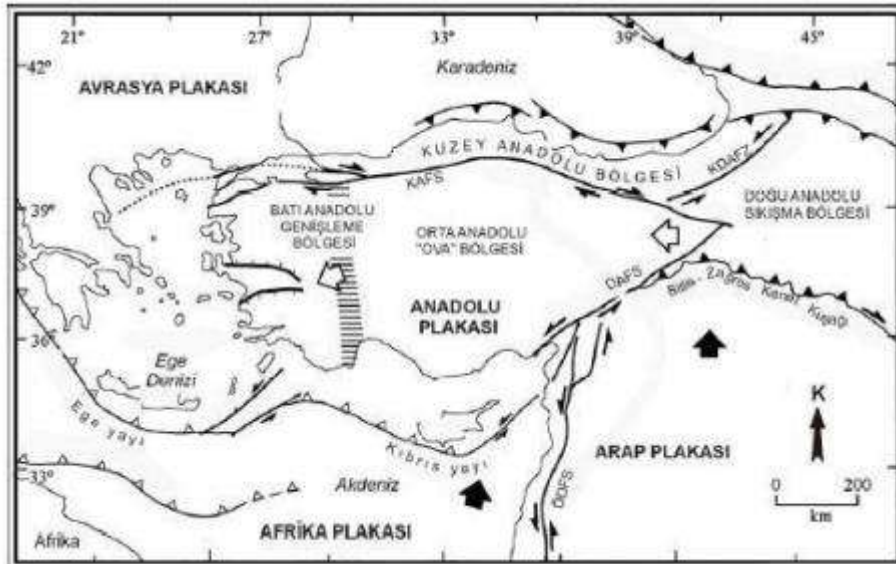 21° 27° 33° 39° 45°
42°
Karadeniz
AVRASYA PLAKASI
KUZEY ANADOLU BÖLGESİ
KDAFZ
KAFS
39°
BATI ANADOLU
GENİŞLEME
BÖLGESİ
ORTA ANADOLU
"OVA" BÖLGESİ
DOĞU ANADOLU
SIKIŞMA BÖLGESİ
DAFS
Bitlis-Zagros Kenet Kuşağı
ANADOLU
PLAKASI
36°
Ege
Denizi
Ege yayı
Kıbrıs yayı
K
ARAP PLAKASI
ÖDFS
33°
Akdeniz
0 200
km
AFRİKA PLAKASI
Afrika